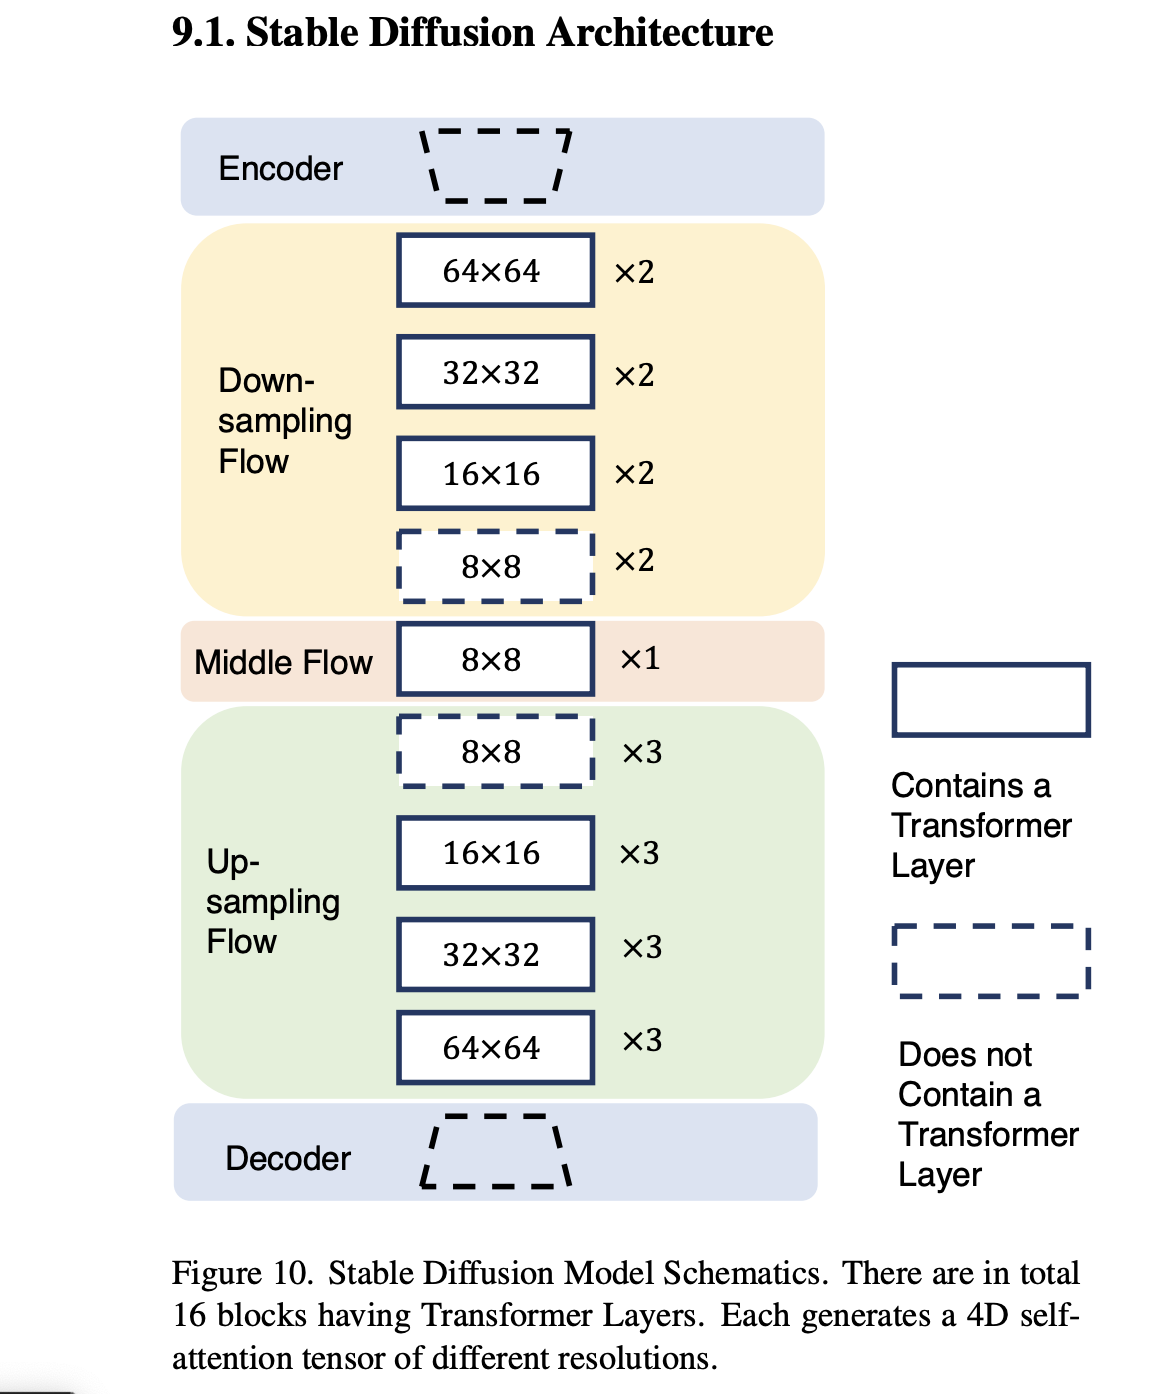 9.1. Stable Diffusion Architecture
Encoder
64×64 ×2
Down-
sampling
Flow
32×32 ×2
16×16 ×2
8×8 ×2
Middle Flow 8×8 ×1
8×8 ×3
Up-
sampling
Flow
16×16 ×3
32×32 ×3
64×64 ×3
Decoder
Contains a
Transformer
Layer
Does not
Contain a
Transformer
Layer
Figure 10. Stable Diffusion Model Schematics. There are in total
16 blocks having Transformer Layers. Each generates a 4D self-
attention tensor of different resolutions.